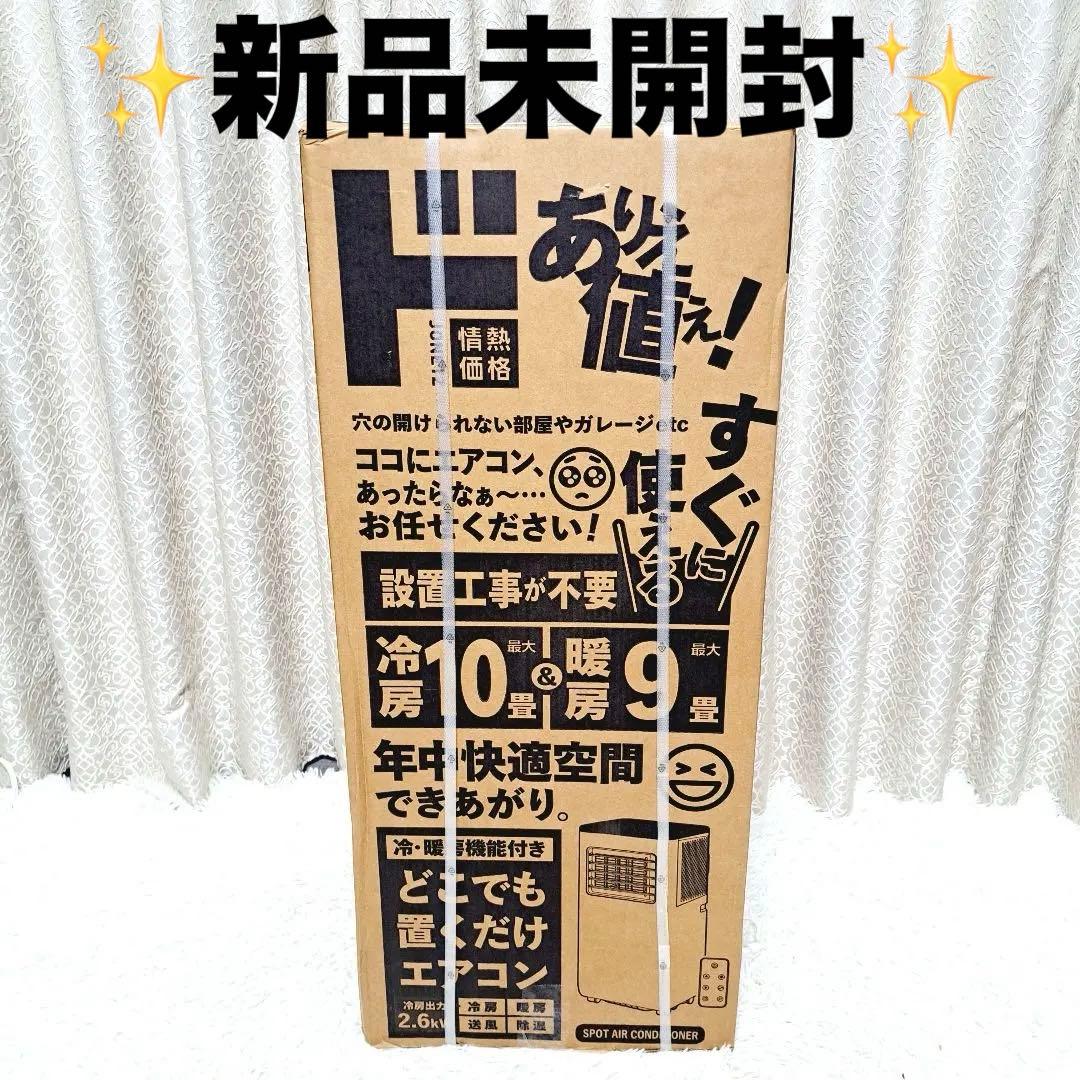 ✨新品未開封✨
ド
JONETZ
情熱
価格
ありえ
値ぇ!
穴の開けられない部屋やガレージetc
ココにエアコン、
あったらなぁ〜…
お任せください!
すぐに
使える
設置工事が不要
冷房 最大10畳 & 暖房 最大9畳
年中快適空間
できあがり。
冷・暖房機能付き
どこでも
置くだけ
エアコン
冷房出力
2.6kW
冷房 暖房
送風 除湿
SPOT AIR CONDITIONER